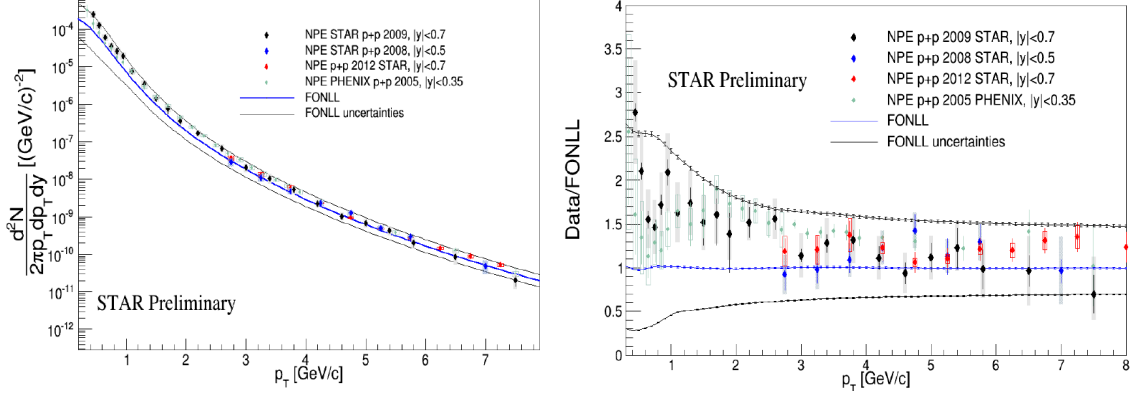 d²N
2πp_T dp_T dy [(GeV/c)⁻²]
10⁻⁴
10⁻⁵
10⁻⁶
10⁻⁷
10⁻⁸
10⁻⁹
10⁻¹⁰
10⁻¹¹
10⁻¹²
NPE STAR p+p 2009, |y|<0.7
NPE STAR p+p 2008, |y|<0.5
NPE p+p 2012 STAR, |y|<0.7
NPE PHENIX p+p 2005, |y|<0.35
FONLL
FONLL uncertainties
STAR Preliminary
1 2 3 4 5 6 7
p_T [GeV/c]
Data/FONLL
4
3.5
3
2.5
2
1.5
1
0.5
0
NPE p+p 2009 STAR, |y|<0.7
NPE p+p 2008 STAR, |y|<0.5
NPE p+p 2012 STAR, |y|<0.7
NPE p+p 2005 PHENIX, |y|<0.35
FONLL
FONLL uncertainties
STAR Preliminary
1 2 3 4 5 6 7 8
p_T [GeV/c]